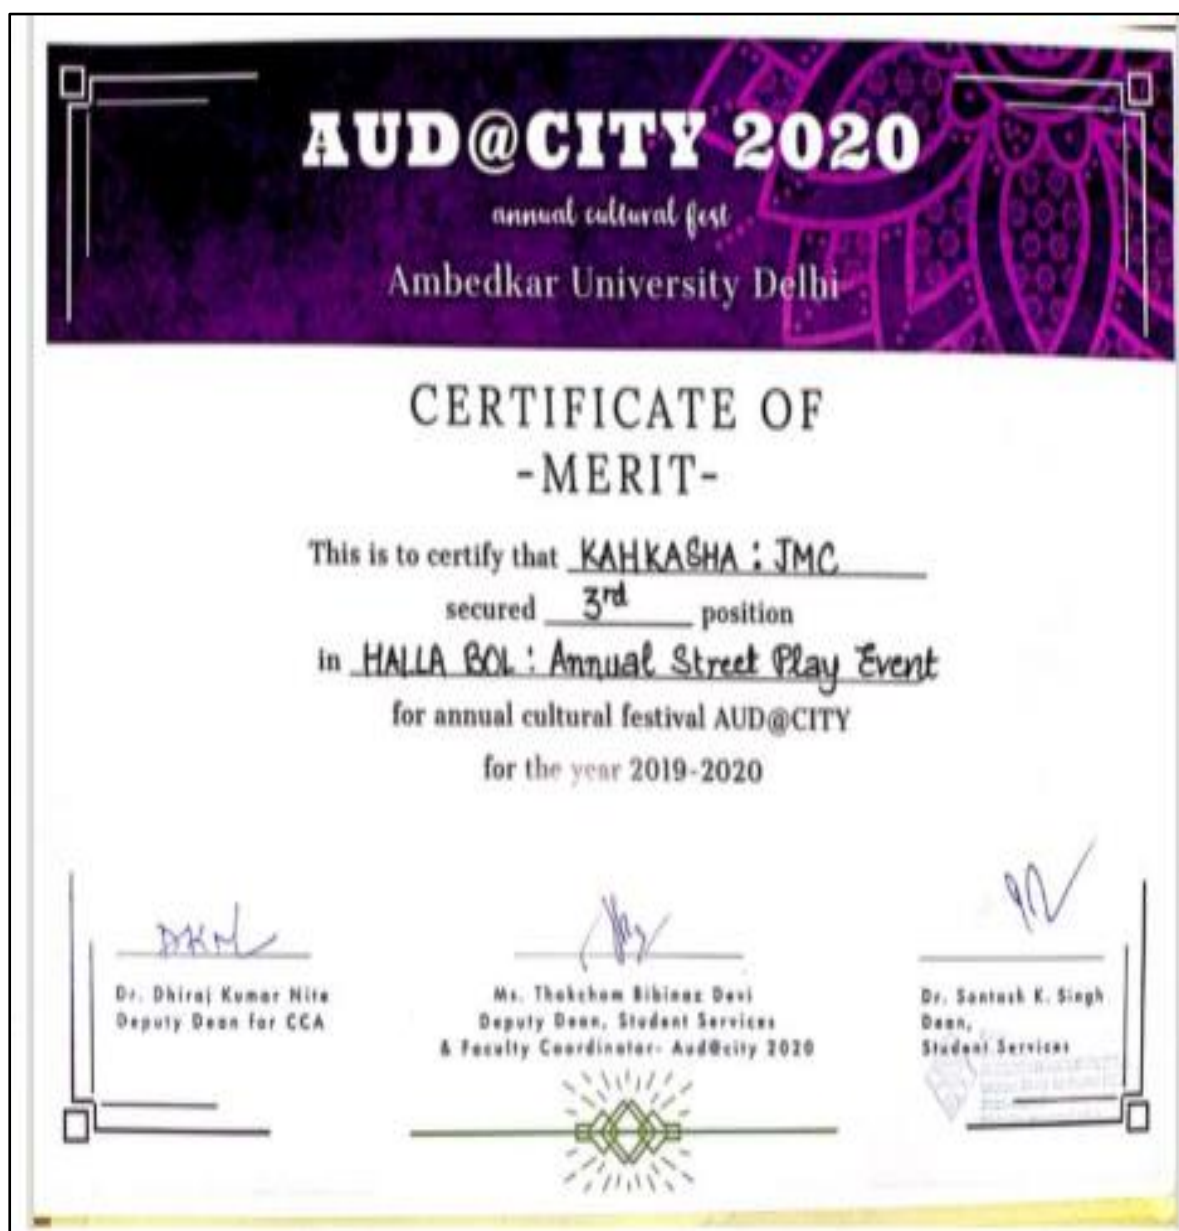 AUD@CITY 2020
annual cultural fest
Ambedkar University Delhi
CERTIFICATE OF
-MERIT-
This is to certify that KAHKASHA : JMC
secured 3rd position
in HALLA BOL : Annual Street Play Event
for annual cultural festival AUD@CITY
for the year 2019-2020
Dr. Dhiraj Kumar Nite
Deputy Dean for CCA
Ms. Thokchom Bibinaz Devi
Deputy Dean, Student Services
& Faculty Coordinator- Aud@city 2020
Dr. Santosh K. Singh
Dean,
Student Services